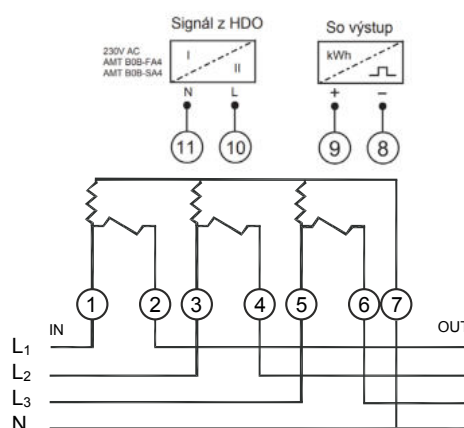 Signál z HDO
So výstup
230V AC
AMT B0B-FA4
AMT B0B-SA4
I
II
kWh
N
L
+
–
11
10
9
8
1
2
3
4
5
6
7
IN
OUT
L1
L2
L3
N